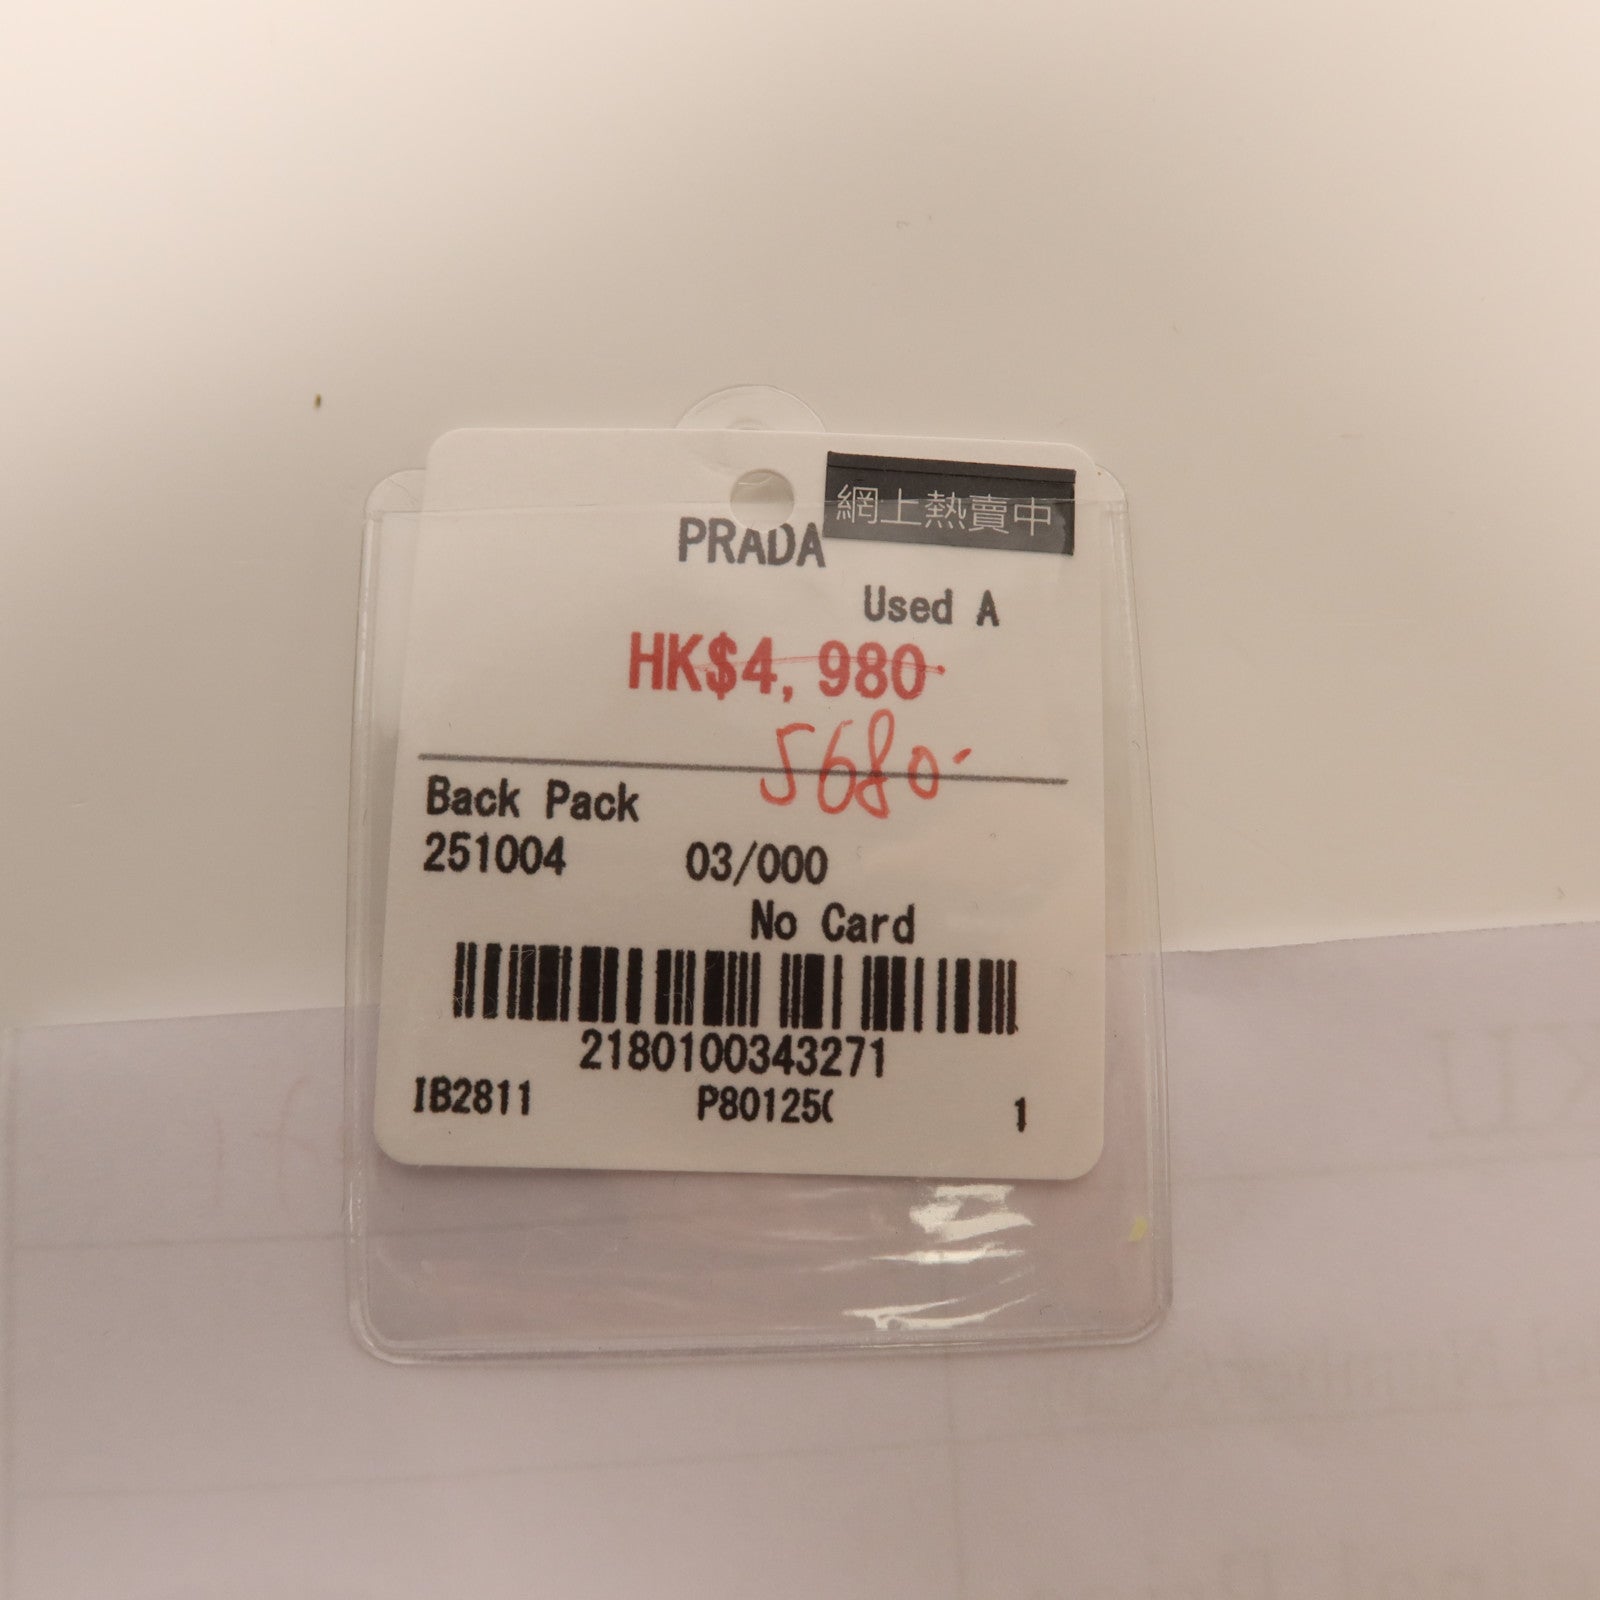 網上熱賣中
PRADA
Used A
HK$4,980
5680-
Back Pack
251004 03/000
No Card
2180100343271
IB2811 P80125( 1